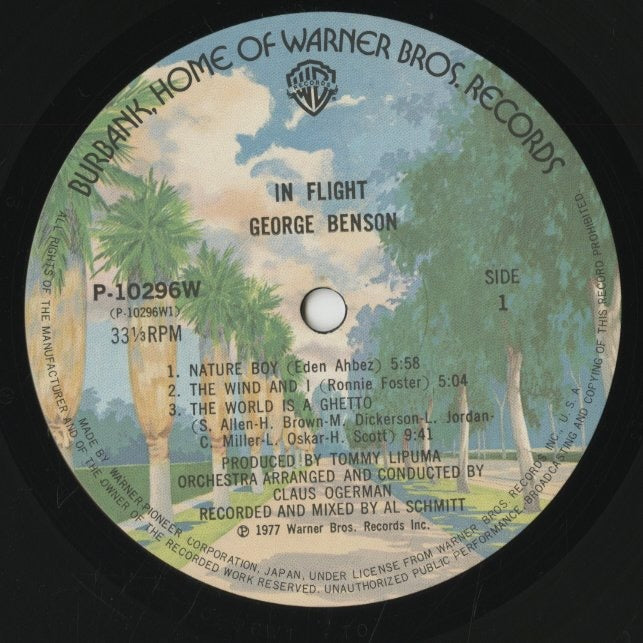 BURBANK, HOME OF WARNER BROS. RECORDS
RECORDS
IN FLIGHT
GEORGE BENSON
P-10296W
(P-10296W1)
33⅓RPM
SIDE
1
1. NATURE BOY (Eden Ahbez) 5:58
2. THE WIND AND I (Ronnie Foster) 5:04
3. THE WORLD IS A GHETTO
(S. Allen-H. Brown-M. Dickerson-L. Jordan-
C. Miller-L. Oskar-H. Scott) 9:41
PRODUCED BY TOMMY LIPUMA
ORCHESTRA ARRANGED AND CONDUCTED BY
CLAUS OGERMAN
RECORDED AND MIXED BY AL SCHMITT
℗ 1977 Warner Bros. Records Inc.
MADE BY WARNER-PIONEER CORPORATION, JAPAN, UNDER LICENSE FROM WARNER BROS. RECORDS INC., U.S.A.
ALL RIGHTS OF THE MANUFACTURER AND OF THE OWNER OF THE RECORDED WORK RESERVED. UNAUTHORIZED PUBLIC PERFORMANCE, BROADCASTING AND COPYING OF THIS RECORD PROHIBITED